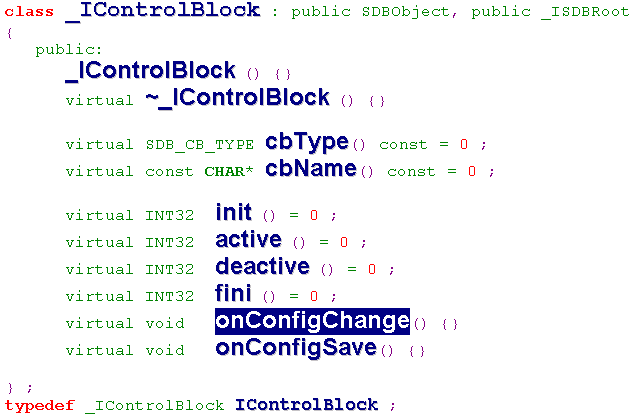 class _IControlBlock : public SDBObject, public _ISDBRoot
{
public:
_IControlBlock () {}
virtual ~_IControlBlock () {}
virtual SDB_CB_TYPE cbType() const = 0 ;
virtual const CHAR* cbName() const = 0 ;
virtual INT32 init () = 0 ;
virtual INT32 active () = 0 ;
virtual INT32 deactive () = 0 ;
virtual INT32 fini () = 0 ;
virtual void onConfigChange() {}
virtual void onConfigSave() {}
} ;
typedef _IControlBlock IControlBlock ;